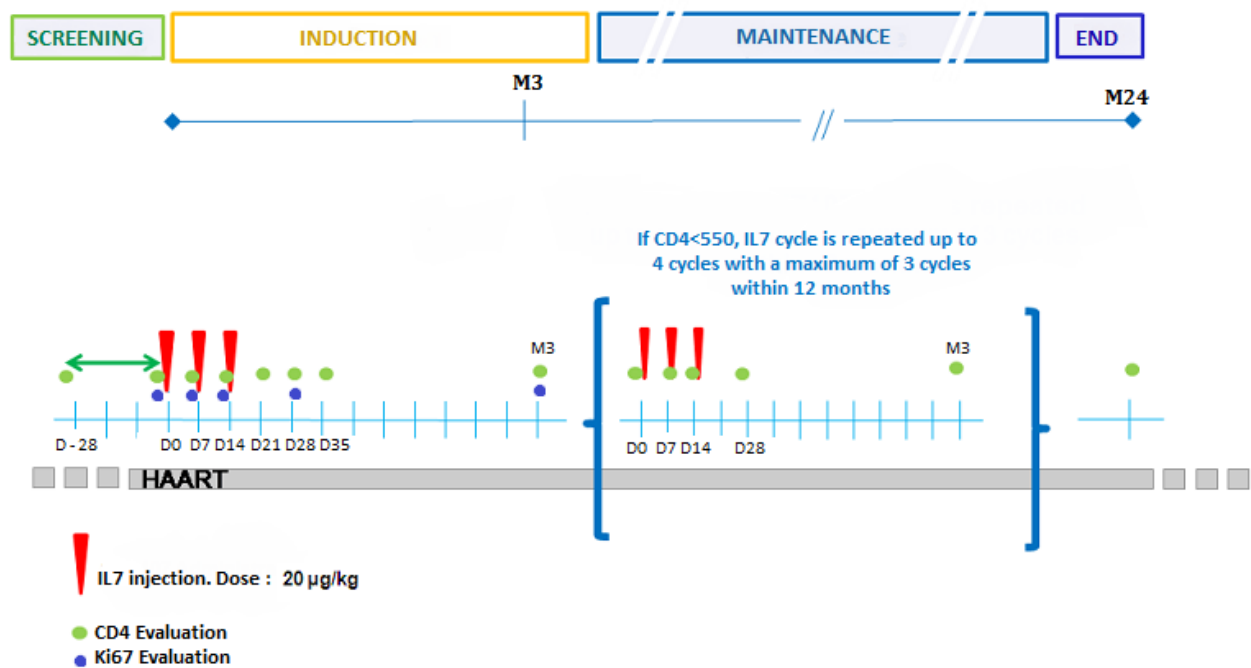 SCREENING INDUCTION MAINTENANCE END
M3
M24
If CD4<550, IL7 cycle is repeated up to
4 cycles with a maximum of 3 cycles
within 12 months
M3 M3
D - 28 D0 D7 D14 D21 D28 D35 D0 D7 D14 D28
HAART
IL7 injection. Dose : 20 µg/kg
CD4 Evaluation
Ki67 Evaluation